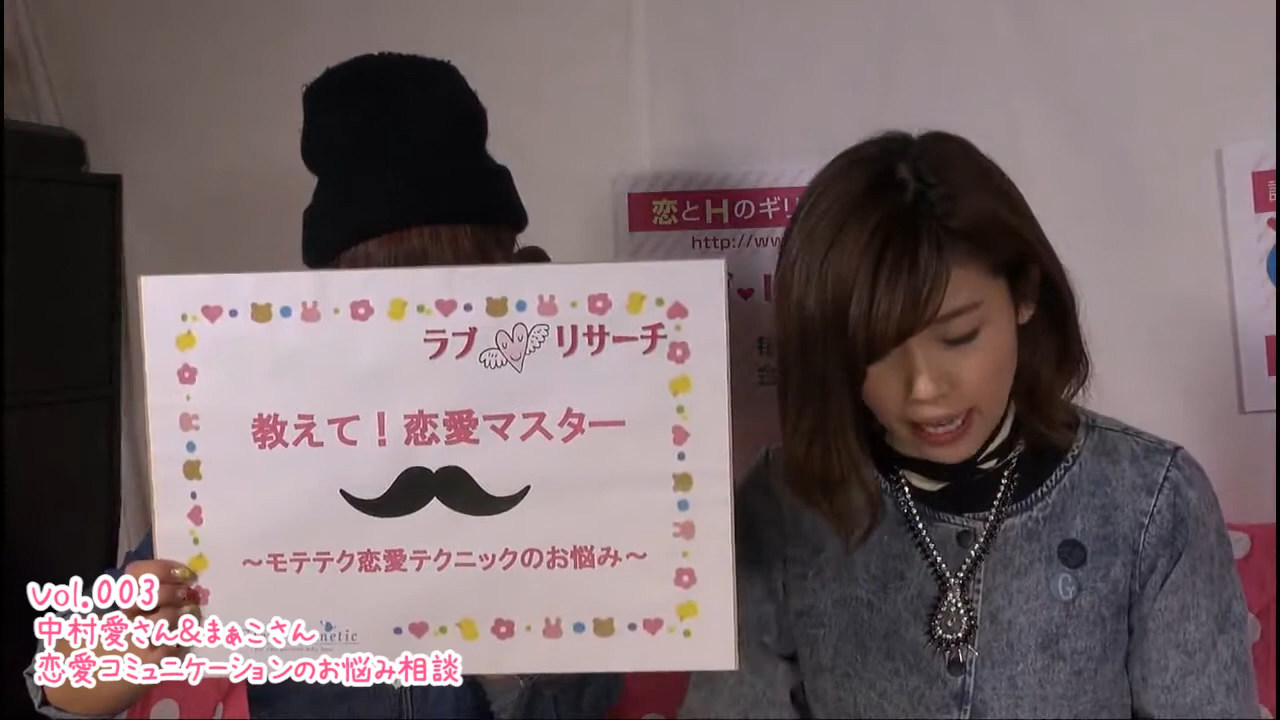 恋とHのギリ
http://ww
ラブ リサーチ
教えて！恋愛マスター
～モテテク恋愛テクニックのお悩み～
netic
G
vol.003
中村愛さん&まぁこさん
恋愛コミュニケーションのお悩み相談